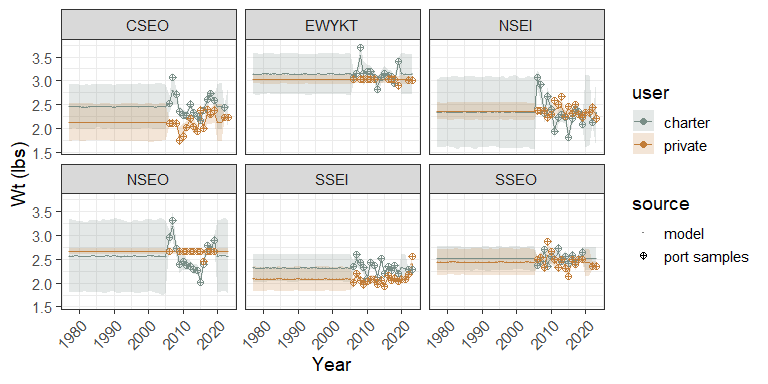 CSEO EWYKT NSEI
3.5
3.0
2.5
2.0
1.5
NSEO SSEI SSEO
3.5
3.0
2.5
2.0
1.5
Wt (lbs)
1980 1990 2000 2010 2020 1980 1990 2000 2010 2020 1980 1990 2000 2010 2020
Year
user
charter
private
source
model
port samples